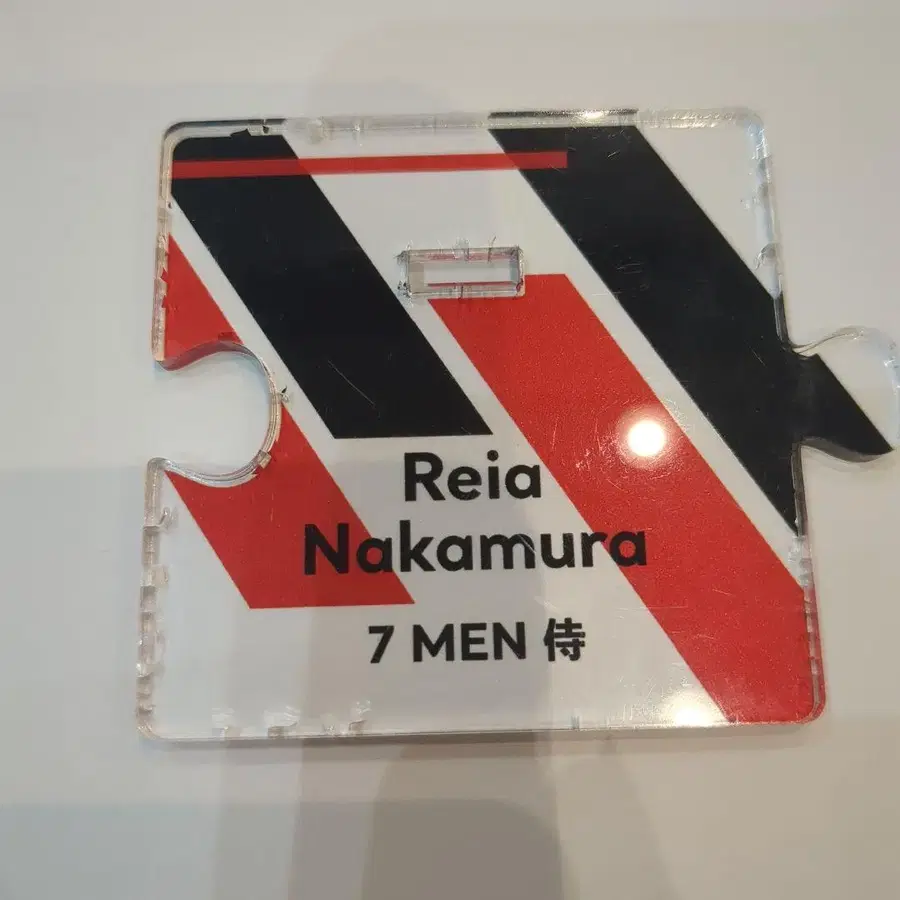 Reia
Nakamura
7 MEN 侍